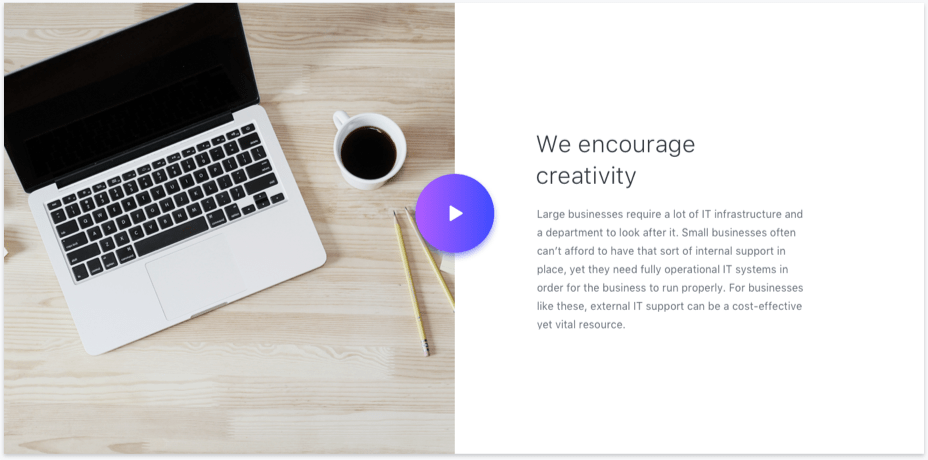 We encourage
creativity
Large businesses require a lot of IT infrastructure and
a department to look after it. Small businesses often
can’t afford to have that sort of internal support in
place, yet they need fully operational IT systems in
order for the business to run properly. For businesses
like these, external IT support can be a cost-effective
yet vital resource.